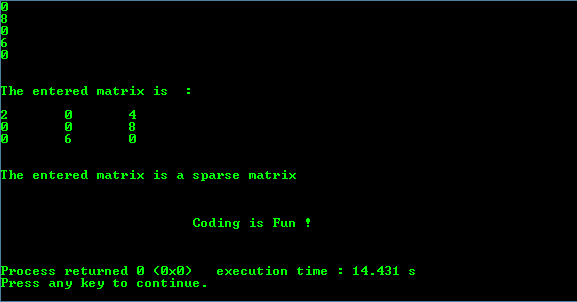 0
8
0
6
0
The entered matrix is  :
2 0 4
0 0 8
0 6 0
The entered matrix is a sparse matrix
Coding is Fun !
Process returned 0 (0x0)   execution time : 14.431 s
Press any key to continue.